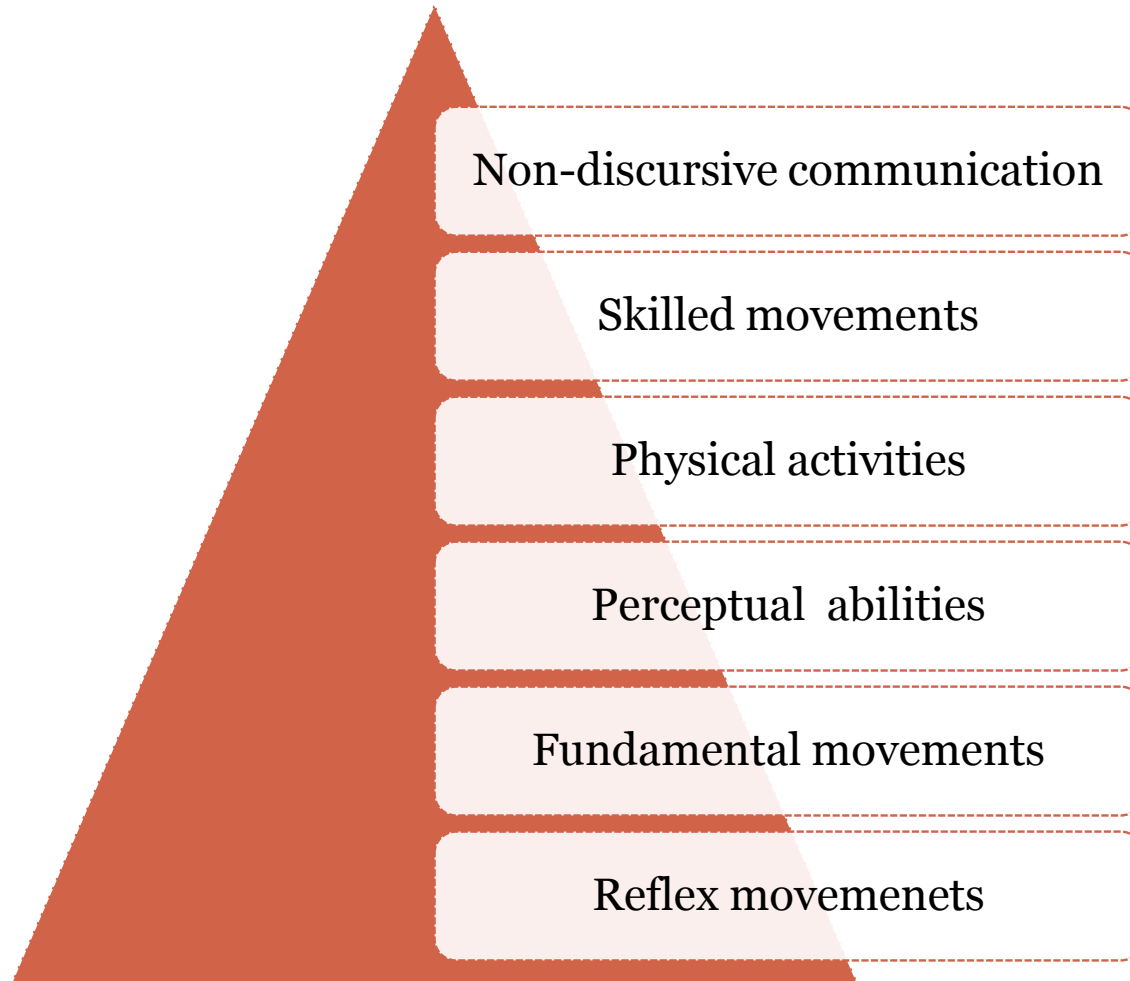 Non-discursive communication
Skilled movements
Physical activities
Perceptual  abilities
Fundamental movements
Reflex movemenets